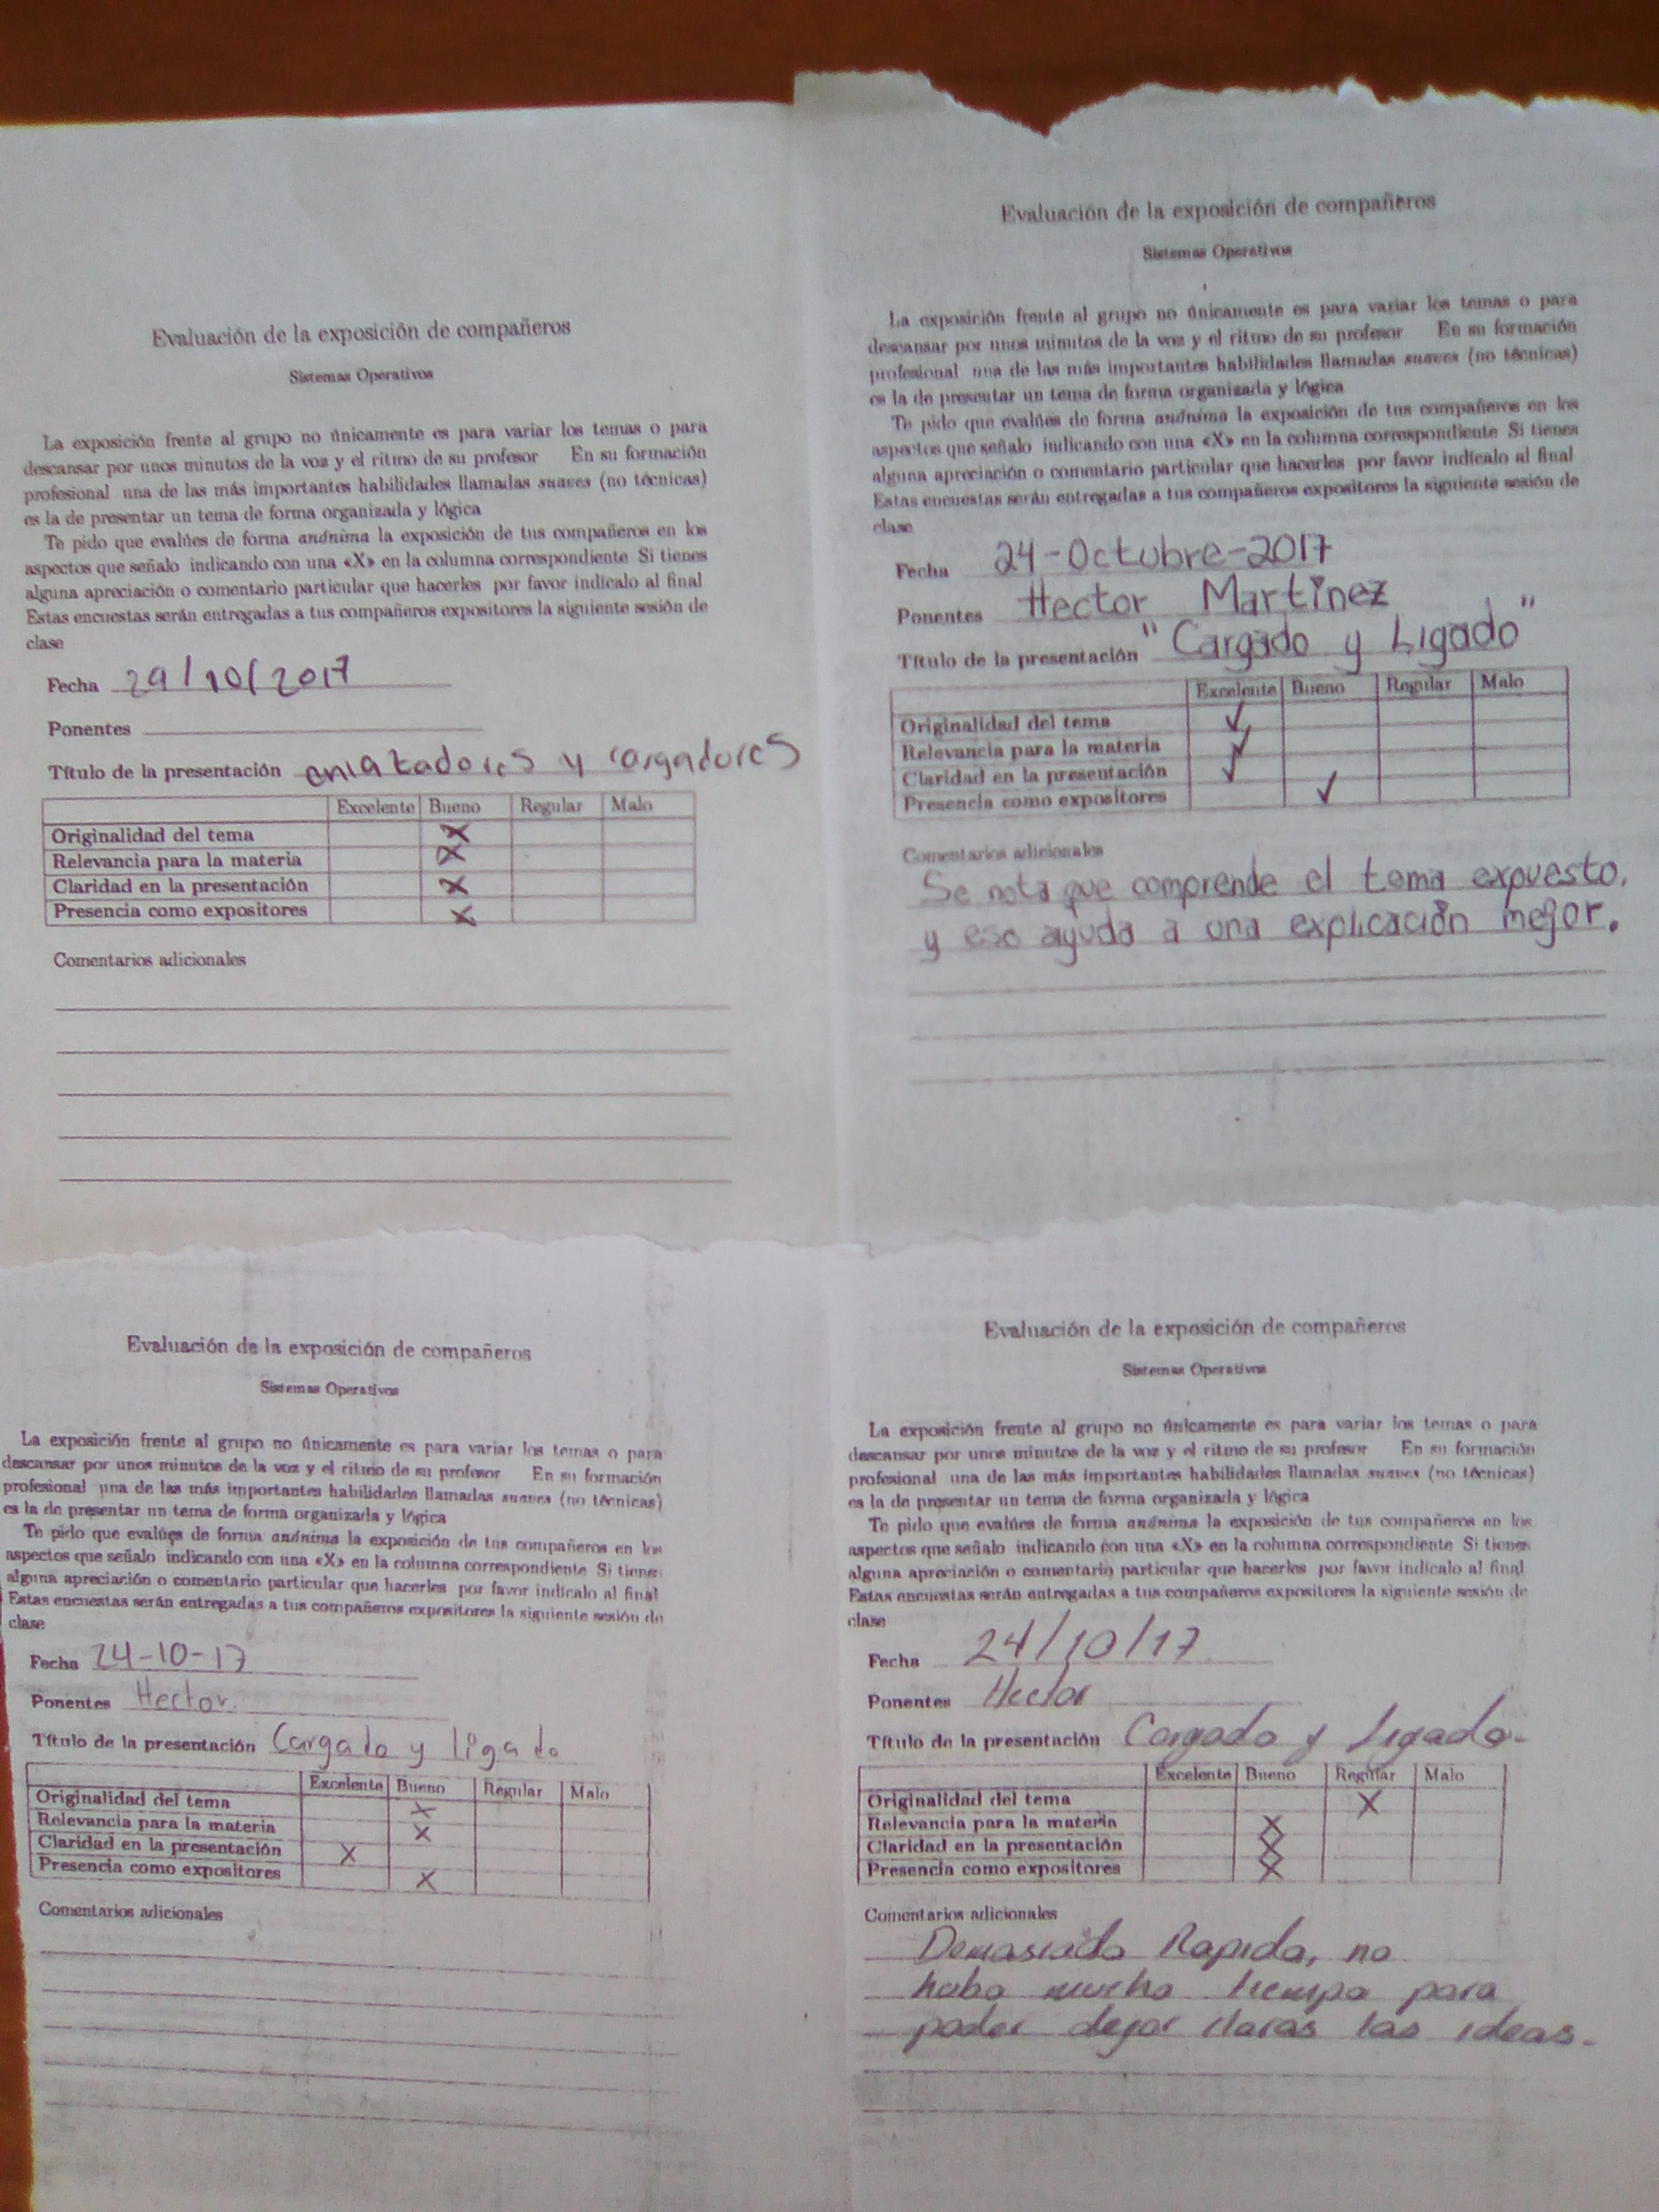 Evaluación de la exposición de compañeros
Sistemas Operativos
La exposición frente al grupo no únicamente es para variar los temas o para
descansar por unos minutos de la voz y el ritmo de su profesor En su formación
profesional una de las más importantes habilidades llamadas suaves (no técnicas)
es la de presentar un tema de forma organizada y lógica
Te pido que evalúes de forma anónima la exposición de tus compañeros en los
aspectos que señalo indicando con una «X» en la columna correspondiente Si tienes
alguna apreciación o comentario particular que hacerles por favor indícalo al final
Estas encuestas serán entregadas a tus compañeros expositores la siguiente sesión de
clase
Fecha 29/10/2017
Ponentes
Título de la presentación enlazadores y cargadores
Excelente Bueno Regular Malo
Originalidad del tema X
Relevancia para la materia X
Claridad en la presentación X
Presencia como expositores X
Comentarios adicionales
Evaluación de la exposición de compañeros
Sistemas Operativos
La exposición frente al grupo no únicamente es para variar los temas o para
descansar por unos minutos de la voz y el ritmo de su profesor En su formación
profesional una de las más importantes habilidades llamadas suaves (no técnicas)
es la de presentar un tema de forma organizada y lógica
Te pido que evalúes de forma anónima la exposición de tus compañeros en los
aspectos que señalo indicando con una «X» en la columna correspondiente Si tienes
alguna apreciación o comentario particular que hacerles por favor indícalo al final
Estas encuestas serán entregadas a tus compañeros expositores la siguiente sesión de
clase
Fecha 24-Octubre-2017
Ponentes Hector Martinez
Título de la presentación "Cargado y Ligado"
Excelente Bueno Regular Malo
Originalidad del tema ✓
Relevancia para la materia ✓
Claridad en la presentación ✓
Presencia como expositores ✓
Comentarios adicionales
Se nota que comprende el tema expuesto,
y eso ayuda a una explicación mejor.
Evaluación de la exposición de compañeros
Sistemas Operativos
La exposición frente al grupo no únicamente es para variar los temas o para
descansar por unos minutos de la voz y el ritmo de su profesor En su formación
profesional una de las más importantes habilidades llamadas suaves (no técnicas)
es la de presentar un tema de forma organizada y lógica
Te pido que evalúes de forma anónima la exposición de tus compañeros en los
aspectos que señalo indicando con una «X» en la columna correspondiente Si tienes
alguna apreciación o comentario particular que hacerles por favor indícalo al final
Estas encuestas serán entregadas a tus compañeros expositores la siguiente sesión de
clase
Fecha 24-10-17
Ponentes Hector.
Título de la presentación Cargado y ligado
Excelente Bueno Regular Malo
Originalidad del tema X
Relevancia para la materia X
Claridad en la presentación X
Presencia como expositores X
Comentarios adicionales
Evaluación de la exposición de compañeros
Sistemas Operativos
La exposición frente al grupo no únicamente es para variar los temas o para
descansar por unos minutos de la voz y el ritmo de su profesor En su formación
profesional una de las más importantes habilidades llamadas suaves (no técnicas)
es la de presentar un tema de forma organizada y lógica
Te pido que evalúes de forma anónima la exposición de tus compañeros en los
aspectos que señalo indicando con una «X» en la columna correspondiente Si tienes
alguna apreciación o comentario particular que hacerles por favor indícalo al final
Estas encuestas serán entregadas a tus compañeros expositores la siguiente sesión de
clase
Fecha 24/10/17
Ponentes Hector
Título de la presentación Cargado y Ligado.
Excelente Bueno Regular Malo
Originalidad del tema X
Relevancia para la materia X
Claridad en la presentación X
Presencia como expositores X
Comentarios adicionales
Demasiado Rapida, no
hubo mucho tiempo para
poder dejar claras las ideas.